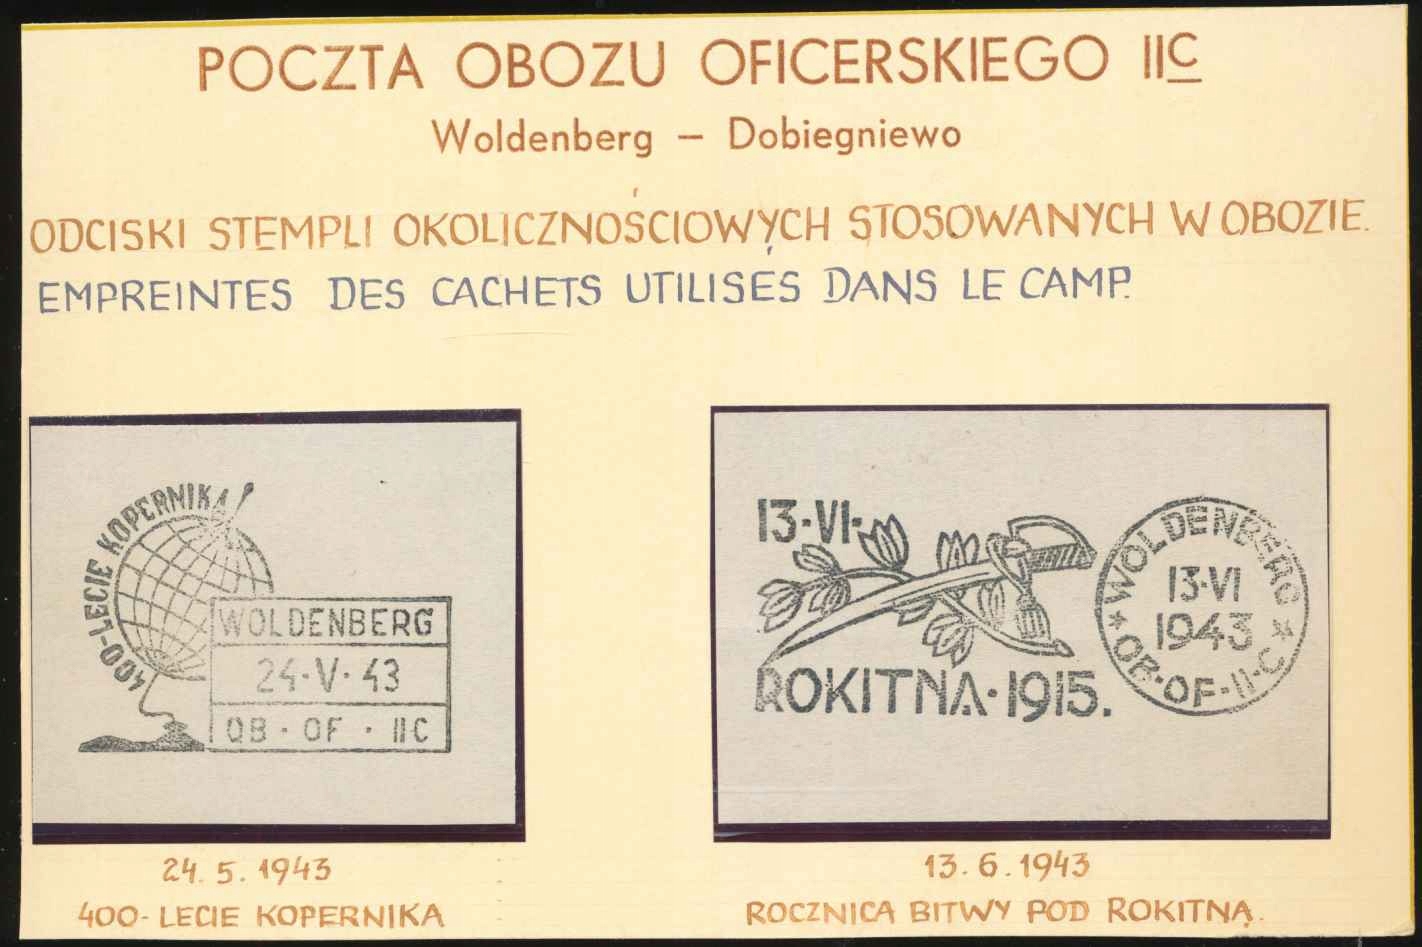 POCZTA OBOZU OFICERSKIEGO IIC
Woldenberg – Dobiegniewo
ODCISKI STEMPLI OKOLICZNOŚCIOWYCH STOSOWANYCH W OBOZIE.
EMPREINTES DES CACHETS UTILISÉS DANS LE CAMP.
400-LECIE KOPERNIKA
WOLDENBERG
24·V·43
OB·OF·IIC
13·VI·
ROKITNA·1915.
WOLDENBERG
13·VI
1943
OB·OF·II·C
24.5.1943
400-LECIE KOPERNIKA
13.6.1943
ROCZNICA BITWY POD ROKITNĄ.